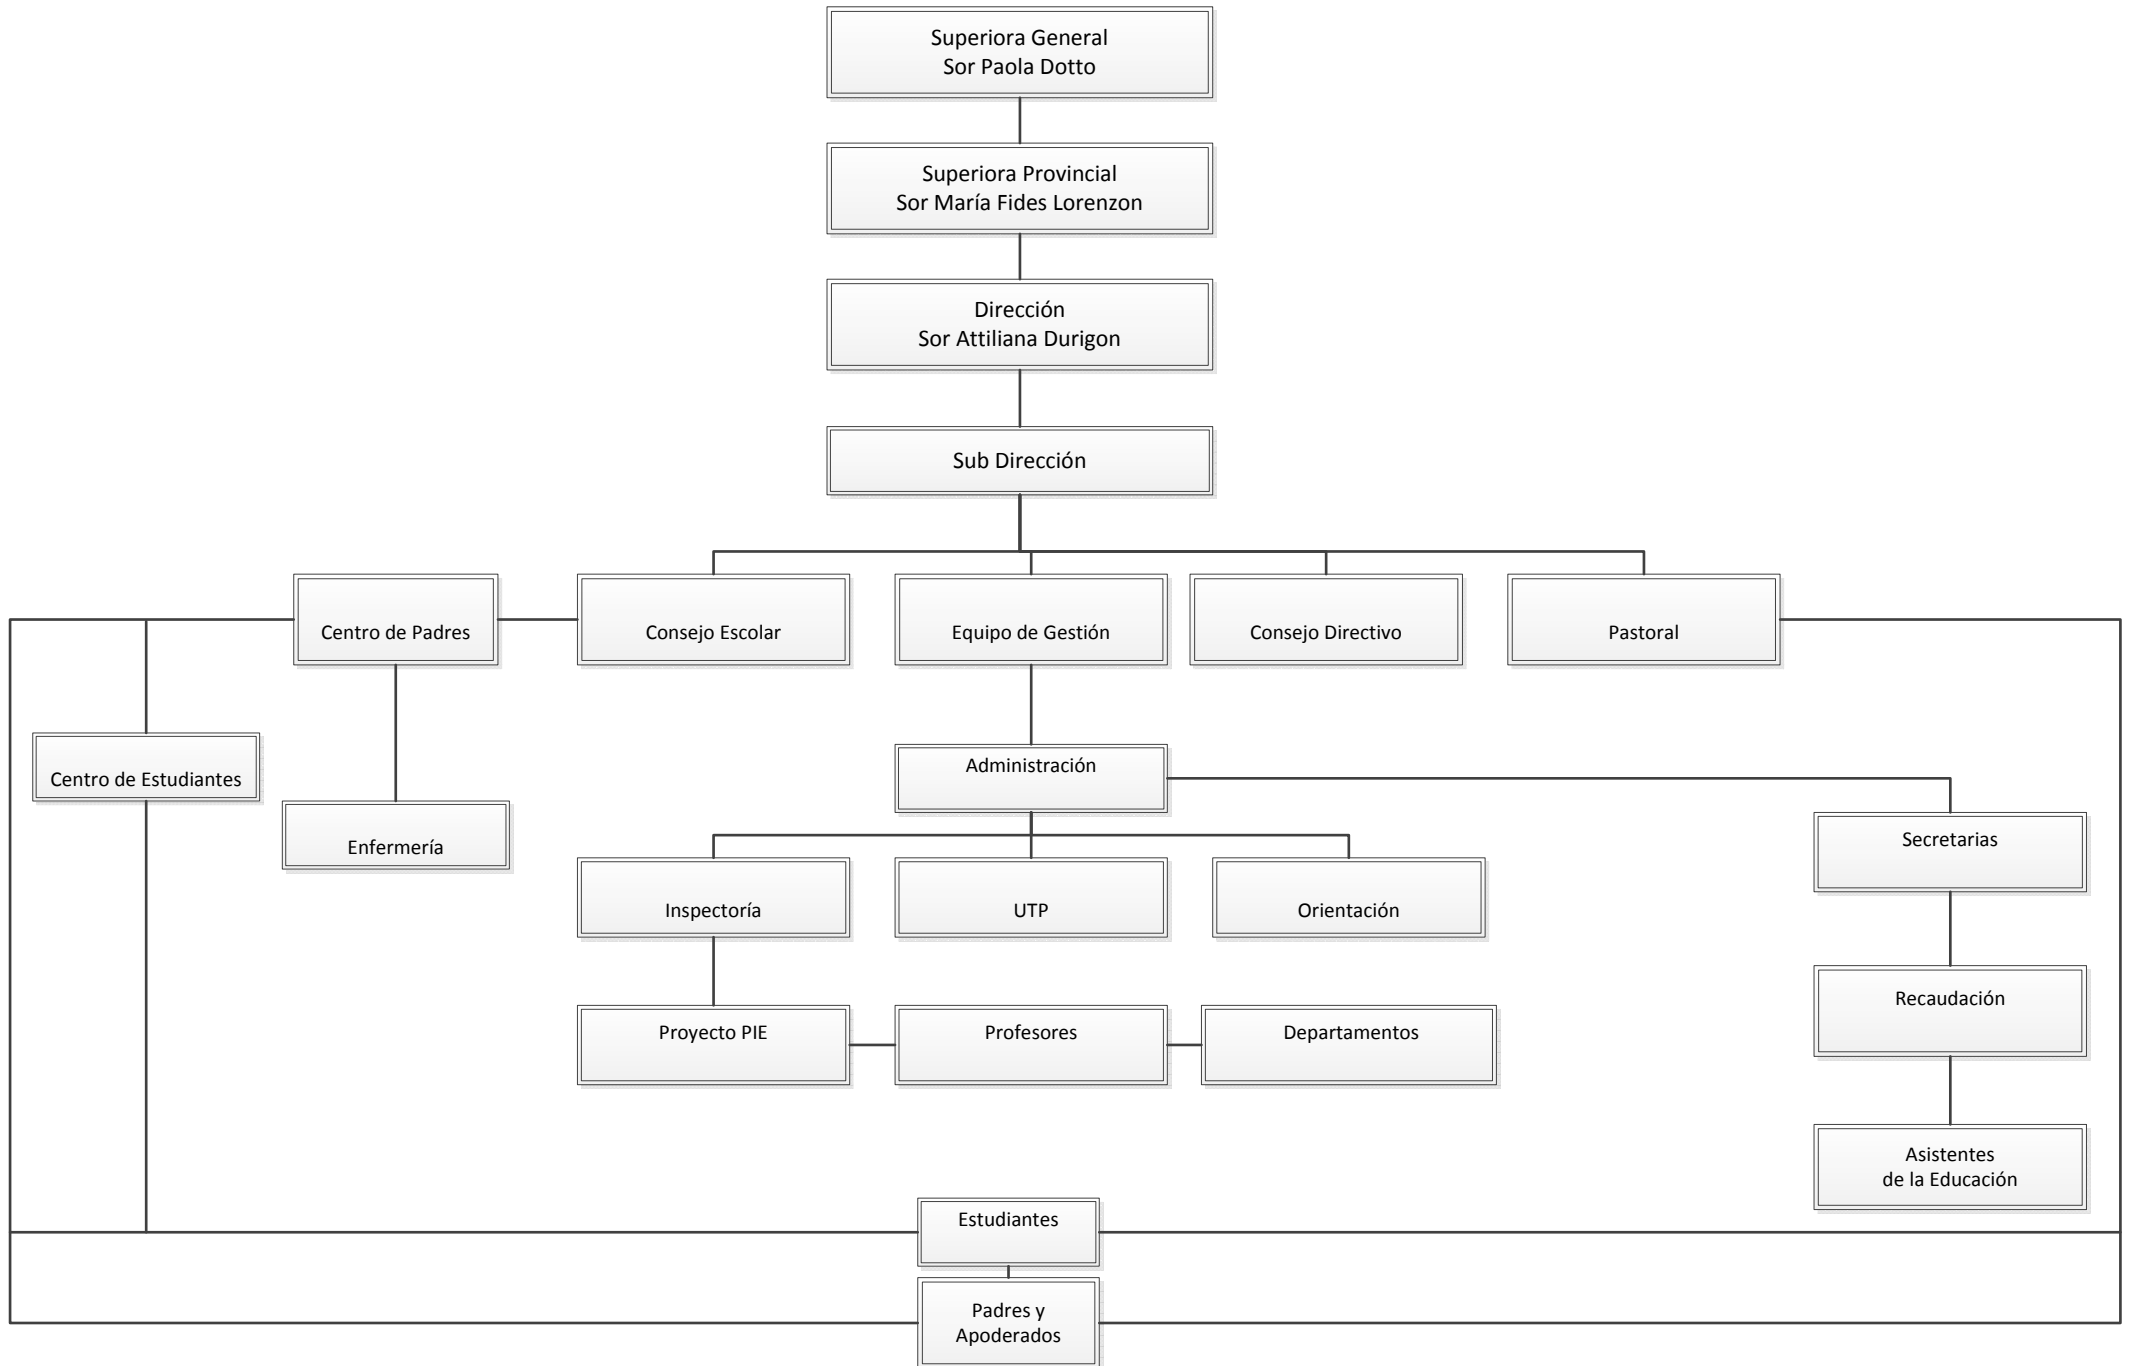 Superiora General
Sor Paola Dotto
Superiora Provincial
Sor María Fides Lorenzon
Dirección
Sor Attiliana Durigon
Sub Dirección
Centro de Padres
Consejo Escolar
Equipo de Gestión
Consejo Directivo
Pastoral
Centro de Estudiantes
Administración
Enfermería
Secretarias
Inspectoría
UTP
Orientación
Recaudación
Proyecto PIE
Profesores
Departamentos
Asistentes
de la Educación
Estudiantes
Padres y
Apoderados